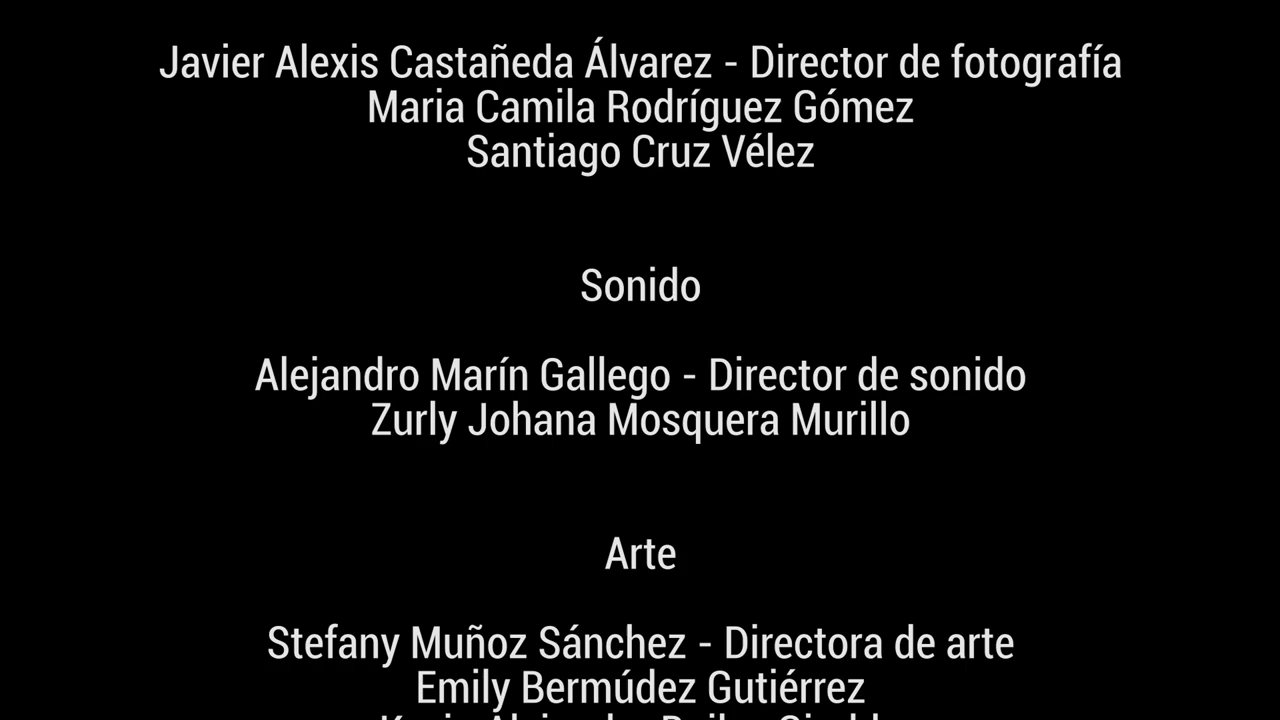 Javier Alexis Castañeda Álvarez - Director de fotografía
Maria Camila Rodríguez Gómez
Santiago Cruz Vélez
Sonido
Alejandro Marín Gallego - Director de sonido
Zurly Johana Mosquera Murillo
Arte
Stefany Muñoz Sánchez - Directora de arte
Emily Bermúdez Gutiérrez